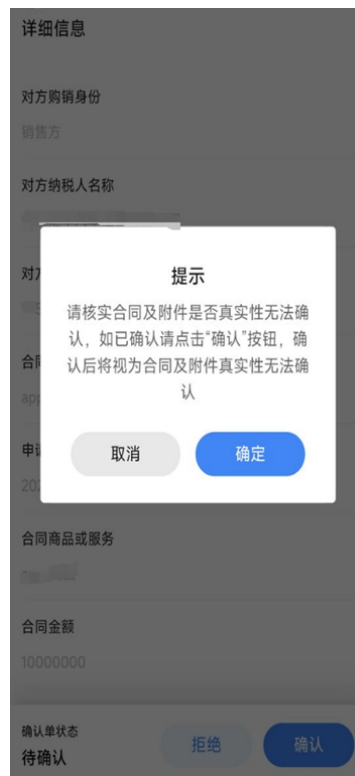 详细信息
对方购销身份
销售方
对方纳税人名称
对方
提示
请核实合同及附件是否真实性无法确
认，如已确认请点击“确认”按钮，确
认后将视为合同及附件真实性无法确
认
合同
app
申请
202
取消
确定
合同商品或服务
合同金额
10000000
确认单状态
待确认
拒绝
确认